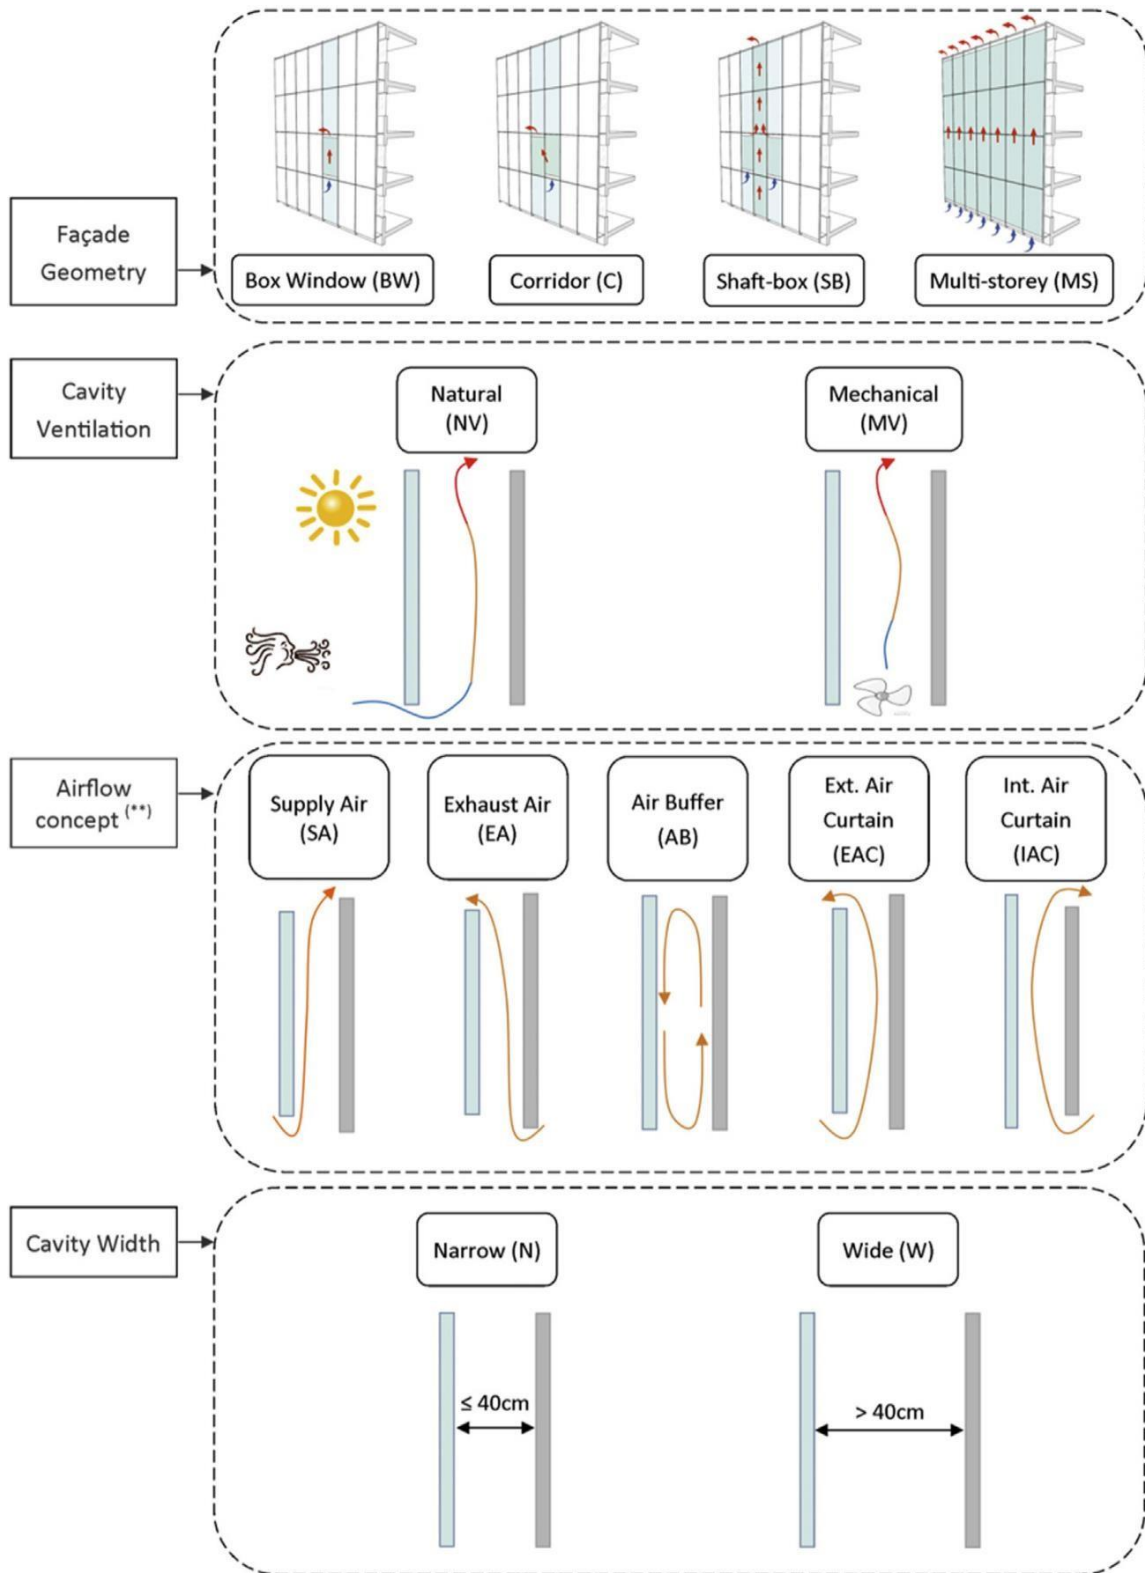 Façade
Geometry
Box Window (BW)
Corridor (C)
Shaft-box (SB)
Multi-storey (MS)
Cavity
Ventilation
Natural
(NV)
Mechanical
(MV)
Airflow
concept (**)
Supply Air
(SA)
Exhaust Air
(EA)
Air Buffer
(AB)
Ext. Air
Curtain
(EAC)
Int. Air
Curtain
(IAC)
Cavity Width
Narrow (N)
Wide (W)
≤ 40cm
> 40cm